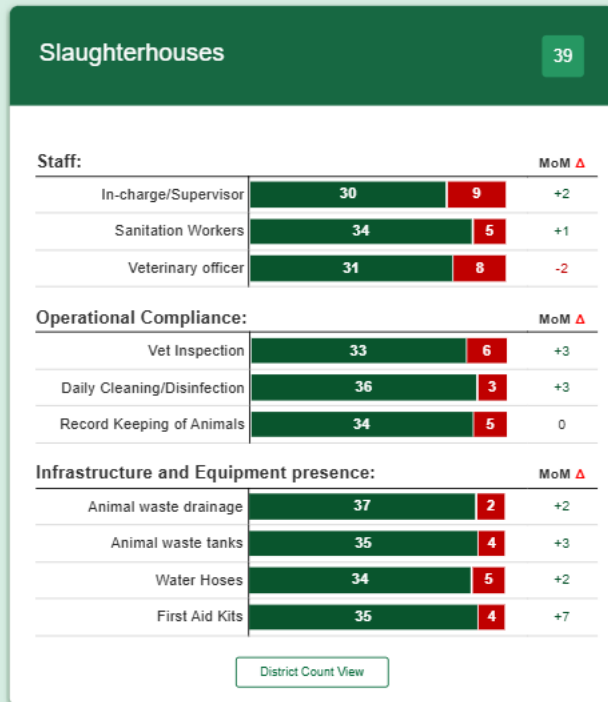 Slaughterhouses 39
Staff: MoM Δ
In-charge/Supervisor 30 9 +2
Sanitation Workers 34 5 +1
Veterinary officer 31 8 -2
Operational Compliance: MoM Δ
Vet Inspection 33 6 +3
Daily Cleaning/Disinfection 36 3 +3
Record Keeping of Animals 34 5 0
Infrastructure and Equipment presence: MoM Δ
Animal waste drainage 37 2 +2
Animal waste tanks 35 4 +3
Water Hoses 34 5 +2
First Aid Kits 35 4 +7
District Count View